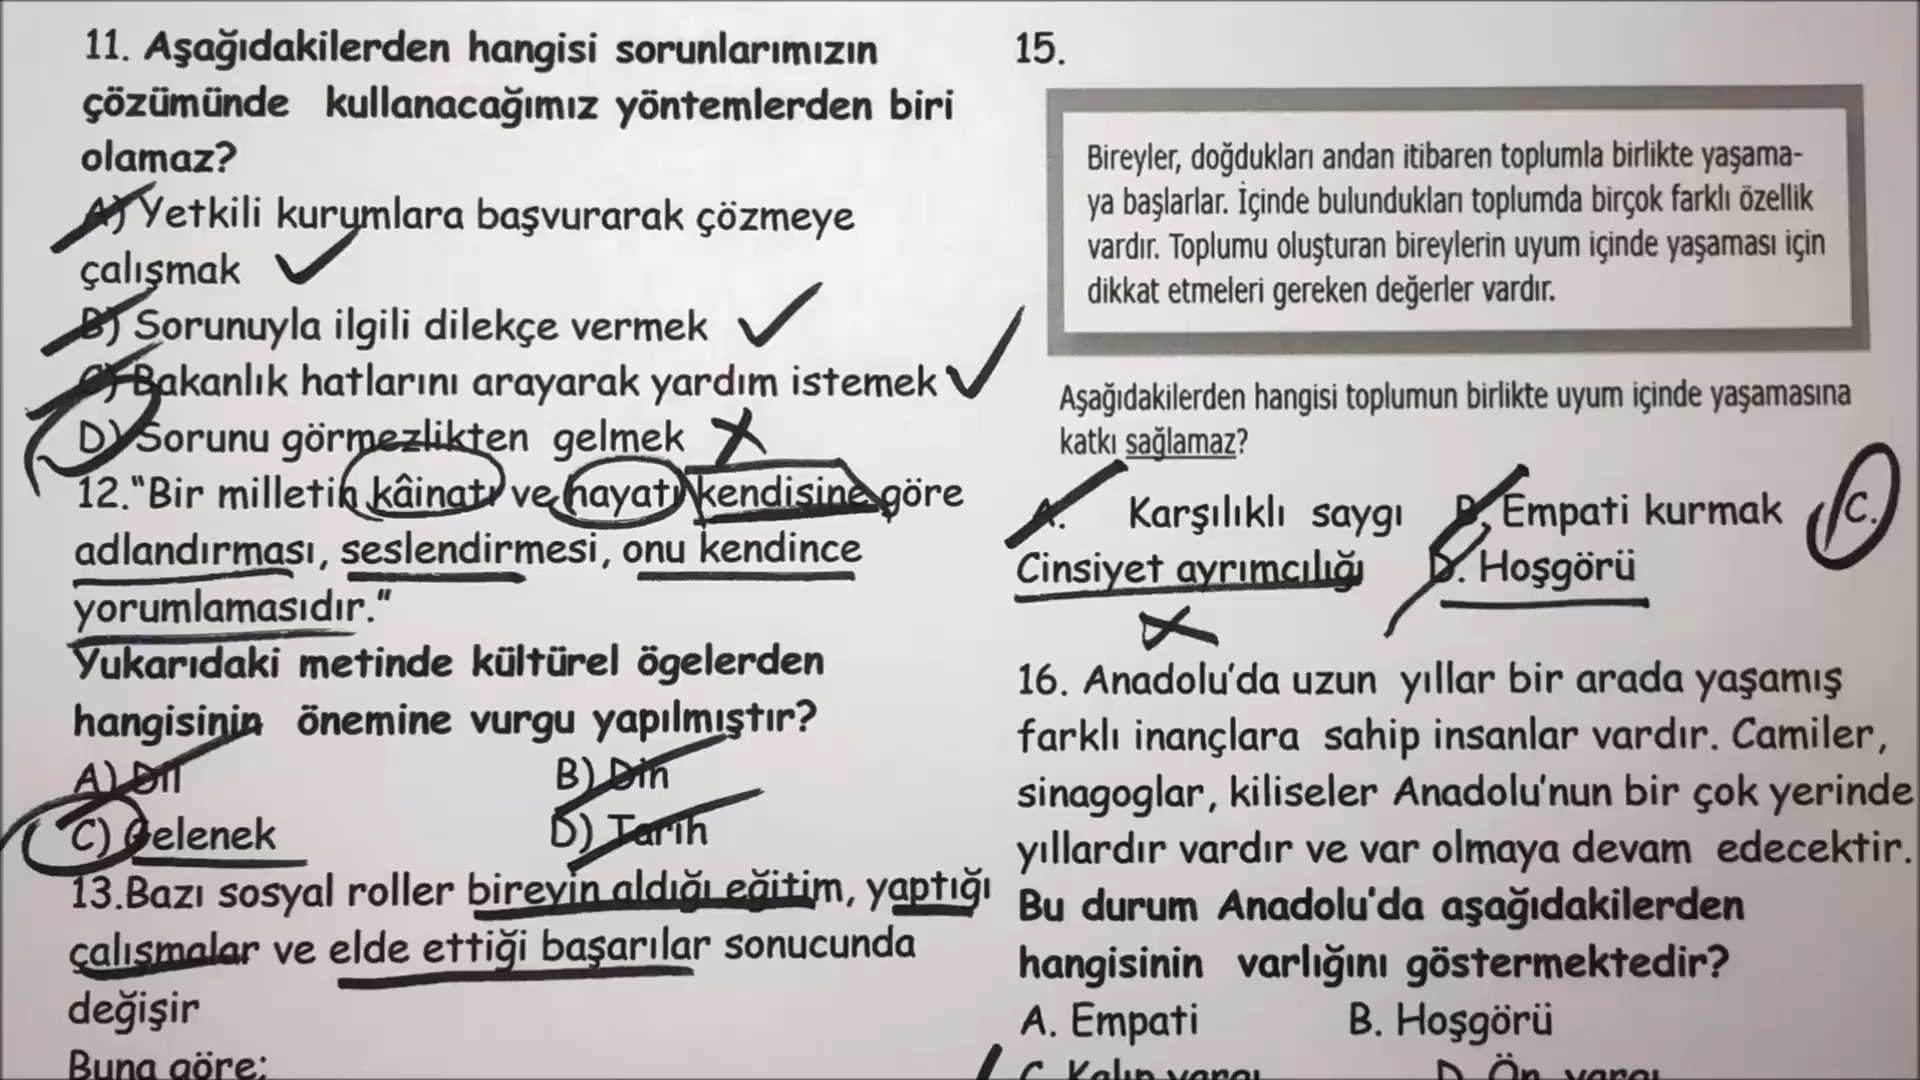 11. Aşağıdakilerden hangisi sorunlarımızın
çözümünde kullanacağımız yöntemlerden biri
olamaz?
A) Yetkili kurumlara başvurarak çözmeye
çalışmak
B) Sorunuyla ilgili dilekçe vermek
C) Bakanlık hatlarını arayarak yardım istemek
D) Sorunu görmezlikten gelmek
12."Bir milletin kâinatı ve hayatı kendisine göre
adlandırması, seslendirmesi, onu kendince
yorumlamasıdır."
Yukarıdaki metinde kültürel ögelerden
hangisinin önemine vurgu yapılmıştır?
A) Dil B) Din
C) Gelenek D) Tarih
13.Bazı sosyal roller bireyin aldığı eğitim, yaptığı
çalışmalar ve elde ettiği başarılar sonucunda
değişir
Buna göre;
15.
Bireyler, doğdukları andan itibaren toplumla birlikte yaşama-
ya başlarlar. İçinde bulundukları toplumda birçok farklı özellik
vardır. Toplumu oluşturan bireylerin uyum içinde yaşaması için
dikkat etmeleri gereken değerler vardır.
Aşağıdakilerden hangisi toplumun birlikte uyum içinde yaşamasına
katkı sağlamaz?
A. Karşılıklı saygı B. Empati kurmak C.
Cinsiyet ayrımcılığı D. Hoşgörü
16. Anadolu'da uzun yıllar bir arada yaşamış
farklı inançlara sahip insanlar vardır. Camiler,
sinagoglar, kiliseler Anadolu'nun bir çok yerinde
yıllardır vardır ve var olmaya devam edecektir.
Bu durum Anadolu'da aşağıdakilerden
hangisinin varlığını göstermektedir?
A. Empati B. Hoşgörü
C. Kalıp yargı D. Ön yargı